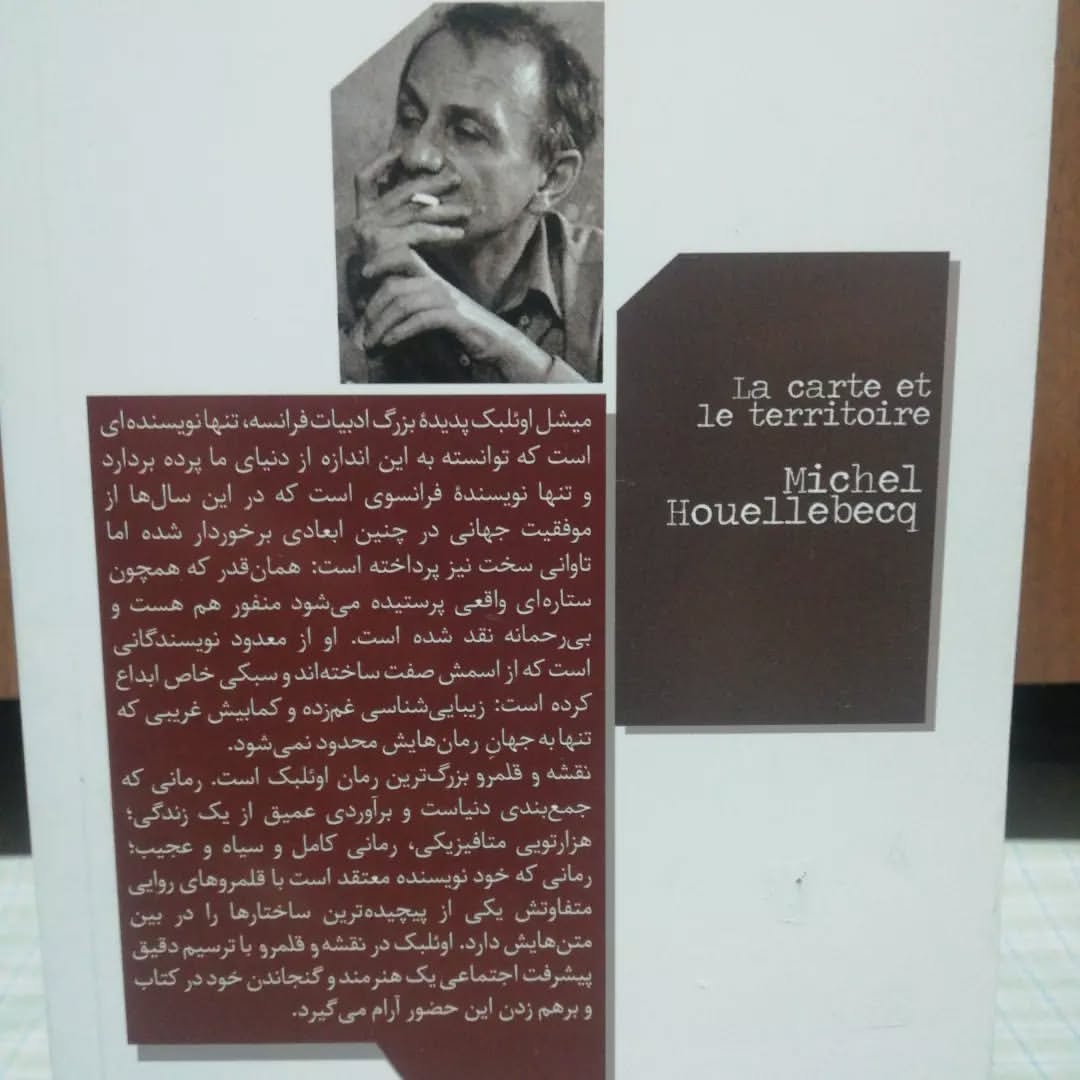 La carte et
le territoire
Michel
Houellebecq
میشل اوئلبک پدیدهٔ بزرگ ادبیات فرانسه، تنها نویسنده‌ای
است که توانسته به این اندازه از دنیای ما پرده بردارد
و تنها نویسندهٔ فرانسوی است که در این سال‌ها از
موفقیت جهانی در چنین ابعادی برخوردار شده اما
تاوانی سخت نیز پرداخته است: همان‌قدر که همچون
ستاره‌ای واقعی پرستیده می‌شود منفور هم هست و
بی‌رحمانه نقد شده است. او از معدود نویسندگانی
است که از اسمش صفت ساخته‌اند و سبکی خاص ابداع
کرده است: زیبایی‌شناسی غم‌زده و کمابیش غریبی که
تنها به جهانِ رمان‌هایش محدود نمی‌شود.
نقشه و قلمرو بزرگ‌ترین رمان اوئلبک است. رمانی که
جمع‌بندی دنیاست و برآوردی عمیق از یک زندگی؛
هزارتویی متافیزیکی، رمانی کامل و سیاه و عجیب؛
رمانی که خود نویسنده معتقد است با قلمروهای روایی
متفاوتش یکی از پیچیده‌ترین ساختارها را در بین
متن‌هایش دارد. اوئلبک در نقشه و قلمرو با ترسیم دقیق
پیشرفت اجتماعی یک هنرمند و گنجاندن خود در کتاب
و برهم زدن این حضور آرام می‌گیرد.